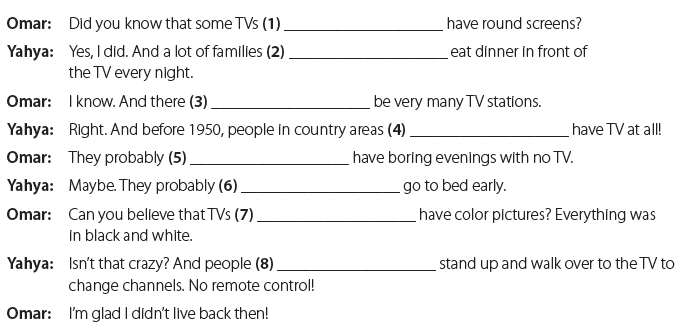 Omar: Did you know that some TVs (1) ____________________ have round screens?
Yahya: Yes, I did. And a lot of families (2) ____________________ eat dinner in front of
the TV every night.
Omar: I know. And there (3) ____________________ be very many TV stations.
Yahya: Right. And before 1950, people in country areas (4) ____________________ have TV at all!
Omar: They probably (5) ____________________ have boring evenings with no TV.
Yahya: Maybe. They probably (6) ____________________ go to bed early.
Omar: Can you believe that TVs (7) ____________________ have color pictures? Everything was
in black and white.
Yahya: Isn't that crazy? And people (8) ____________________ stand up and walk over to the TV to
change channels. No remote control!
Omar: I'm glad I didn't live back then!